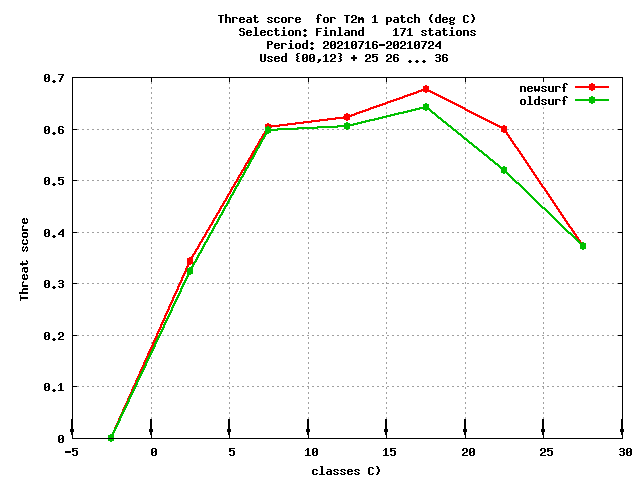 Threat score  for T2m 1 patch (deg C)
Selection: Finland    171 stations
Period: 20210716-20210724
Used {00,12} + 25 26 ... 36
newsurf
oldsurf
0.7
0.6
0.5
0.4
0.3
0.2
0.1
0
Threat score
-5 0 5 10 15 20 25 30
classes C)